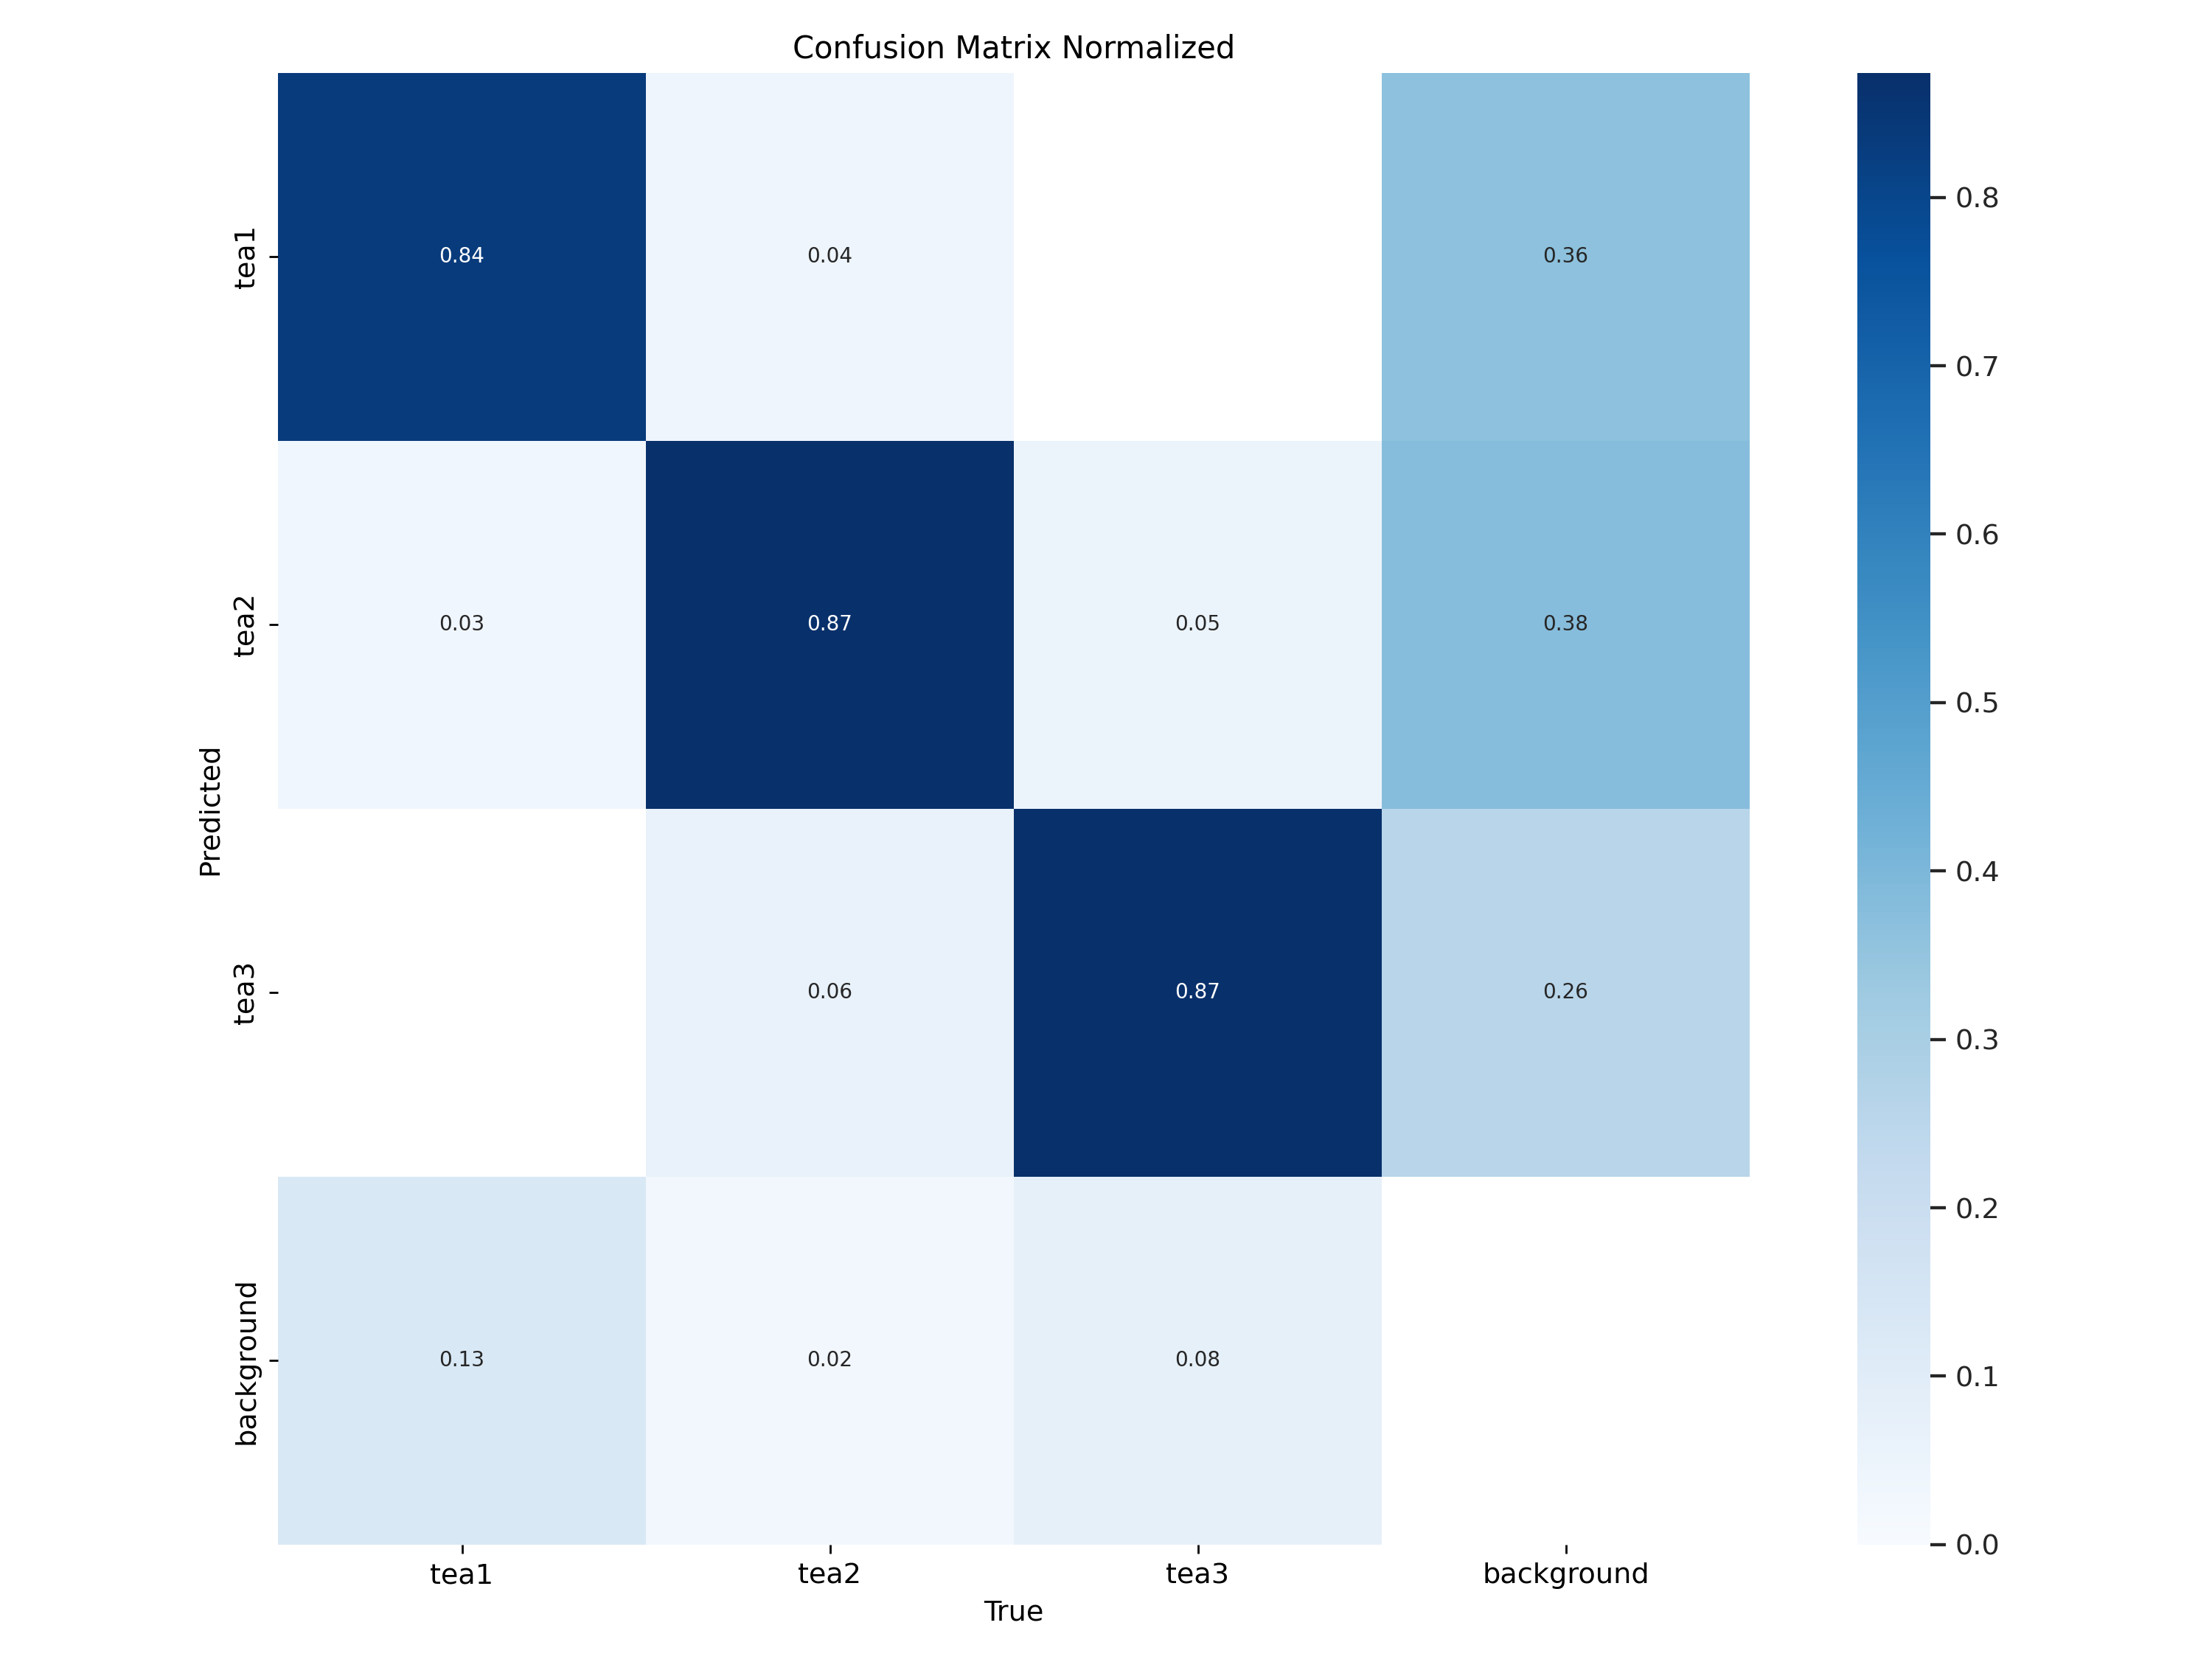 Confusion Matrix Normalized
tea1
0.84
0.04
0.36
tea2
0.03
0.87
0.05
0.38
Predicted
tea3
0.06
0.87
0.26
background
0.13
0.02
0.08
tea1
tea2
tea3
background
True
0.8
0.7
0.6
0.5
0.4
0.3
0.2
0.1
0.0